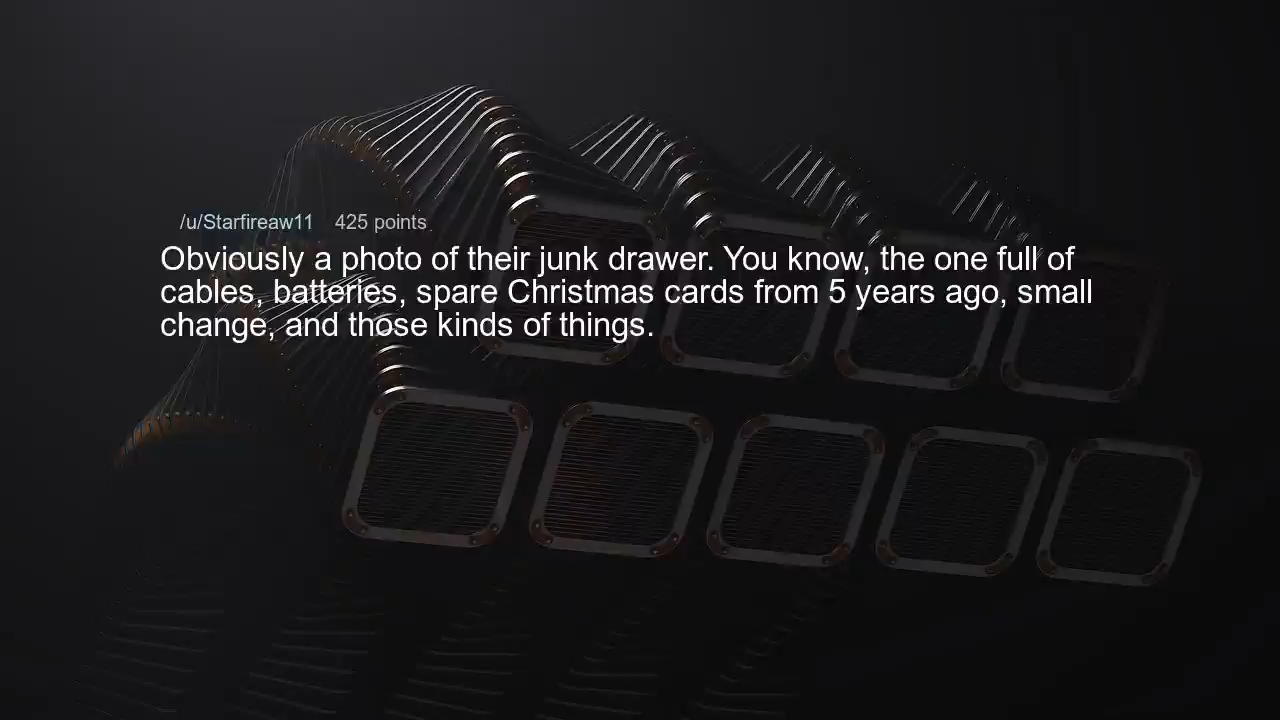 /u/Starfireaw11 425 points
Obviously a photo of their junk drawer. You know, the one full of
cables, batteries, spare Christmas cards from 5 years ago, small
change, and those kinds of things.